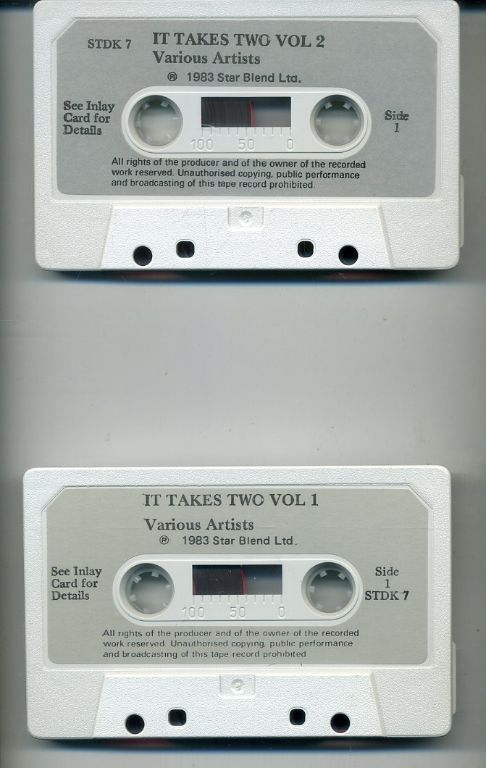 STDK 7 IT TAKES TWO VOL 2
Various Artists
℗ 1983 Star Blend Ltd.
See Inlay
Card for
Details
Side
1
100 50 0
All rights of the producer and of the owner of the recorded
work reserved. Unauthorised copying, public performance
and broadcasting of this tape record prohibited.
IT TAKES TWO VOL 1
Various Artists
℗ 1983 Star Blend Ltd.
See Inlay
Card for
Details
Side
1
STDK 7
100 50 0
All rights of the producer and of the owner of the recorded
work reserved. Unauthorised copying, public performance
and broadcasting of this tape record prohibited